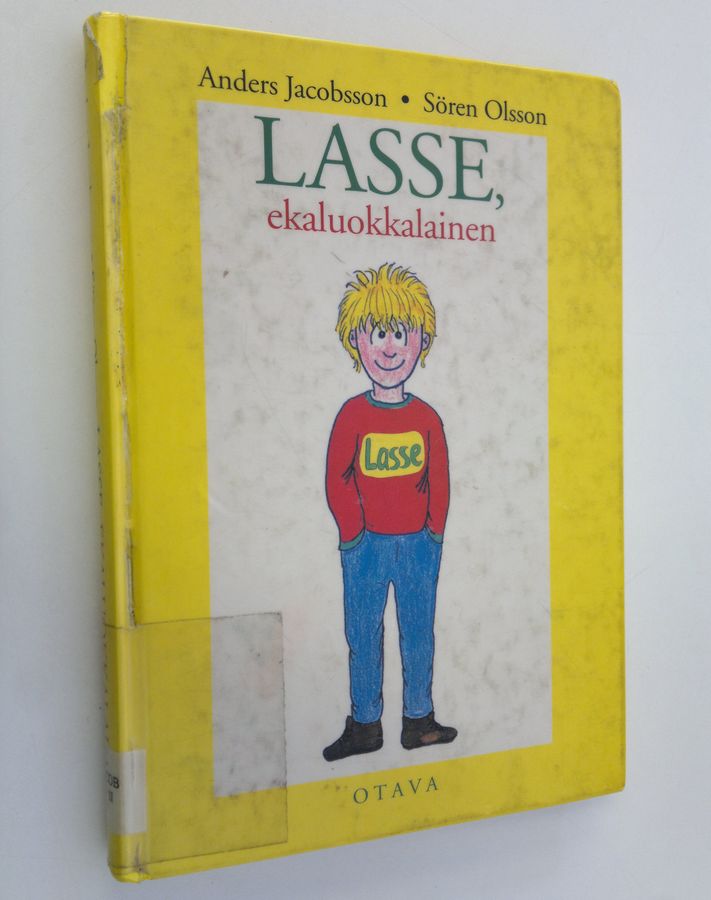 Anders Jacobsson • Sören Olsson
LASSE,
ekaluokkalainen
Lasse
OTAVA